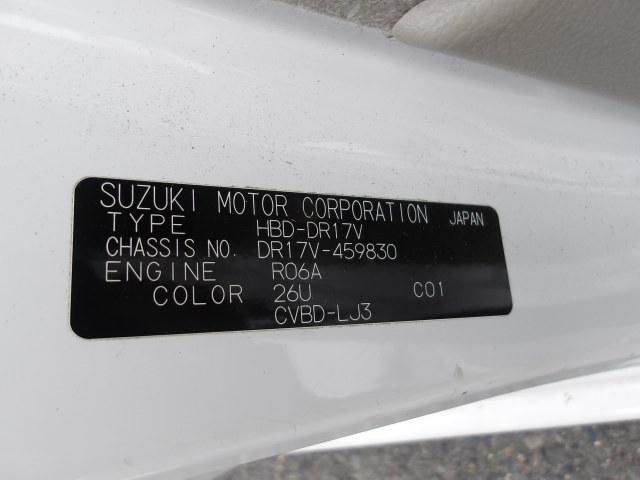 SUZUKI MOTOR CORPORATION JAPAN
TYPE HBD-DR17V
CHASSIS NO. DR17V-459830
ENGINE R06A
COLOR 26U C01
CVBD-LJ3